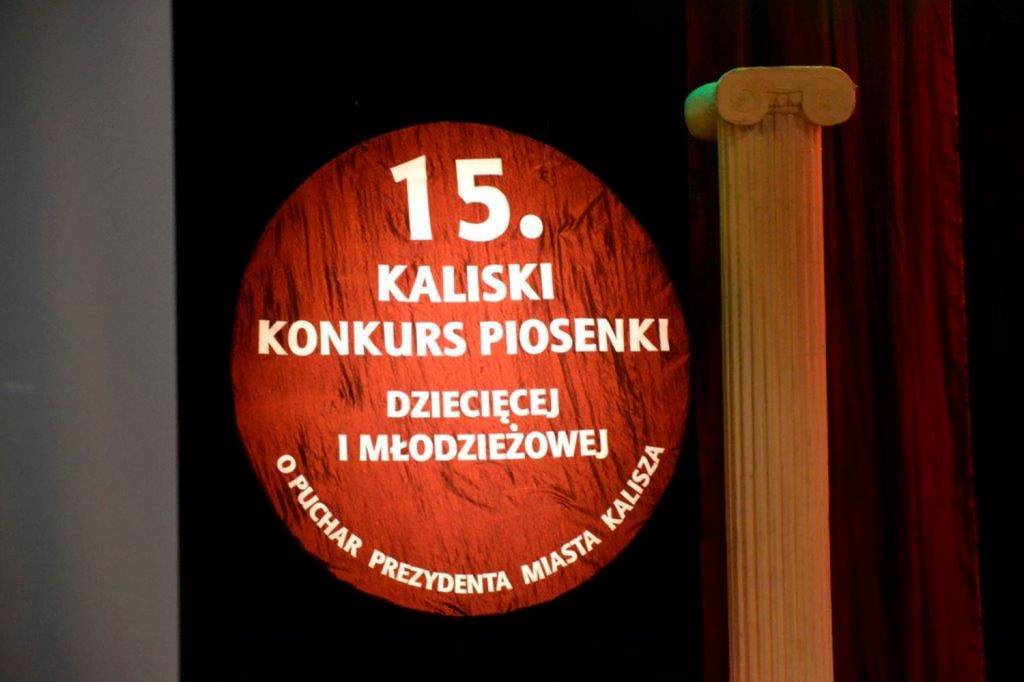 15.
KALISKI
KONKURS PIOSENKI
DZIECIĘCEJ
I MŁODZIEŻOWEJ
O PUCHAR PREZYDENTA MIASTA KALISZA